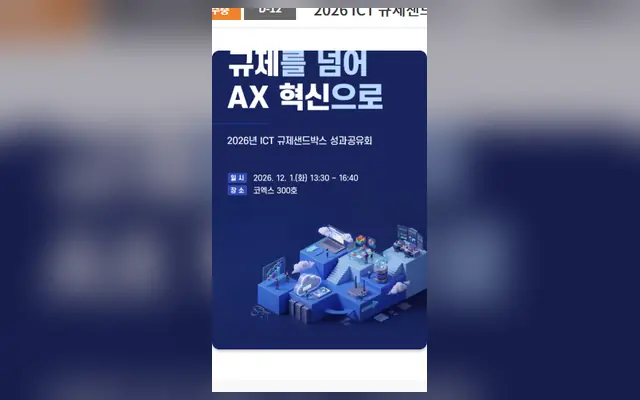 D-12
2026 ICT 규제샌드
규제를 넘어
AX 혁신으로
2026년 ICT 규제샌드박스 성과공유회
일 시 2026. 12. 1.(화) 13:30 - 16:40
장 소 코엑스 300호